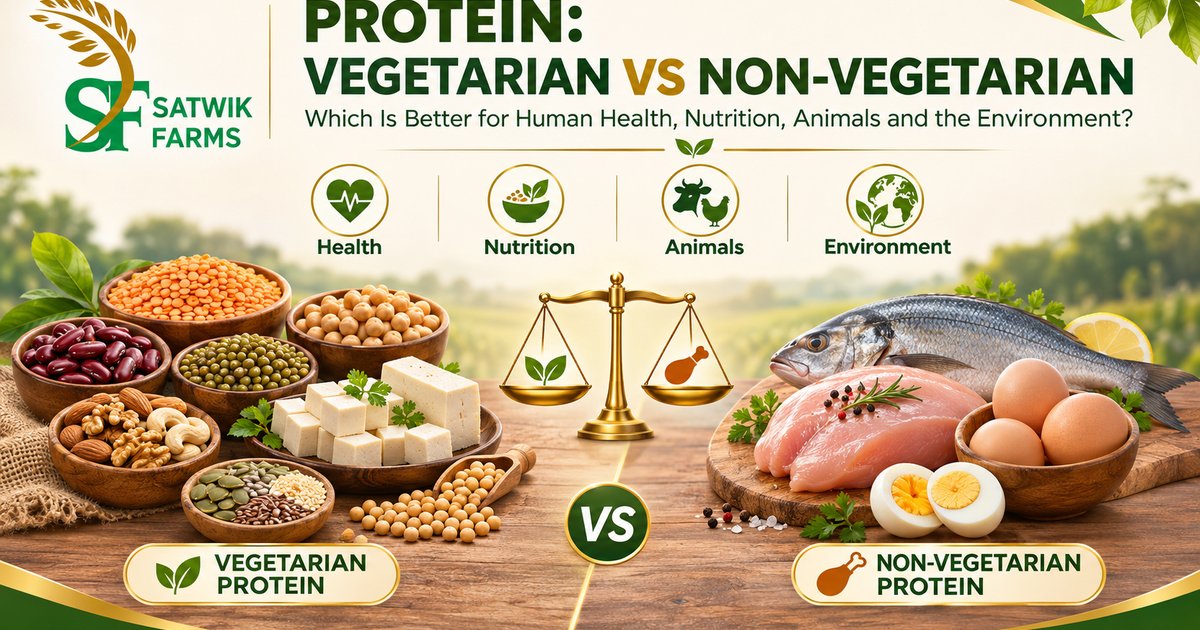 SF
SATWIK
FARMS
PROTEIN:
VEGETARIAN VS NON-VEGETARIAN
Which Is Better for Human Health, Nutrition, Animals and the Environment?
Health
Nutrition
Animals
Environment
VS
VEGETARIAN
PROTEIN
NON-VEGETARIAN
PROTEIN